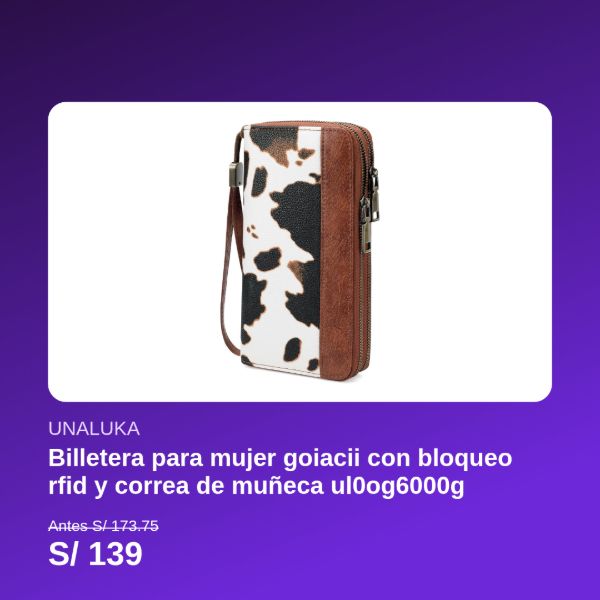 UNALUKA
Billetera para mujer goiacii con bloqueo
rfid y correa de muñeca ul0og6000g
Antes S/ 173.75
S/ 139